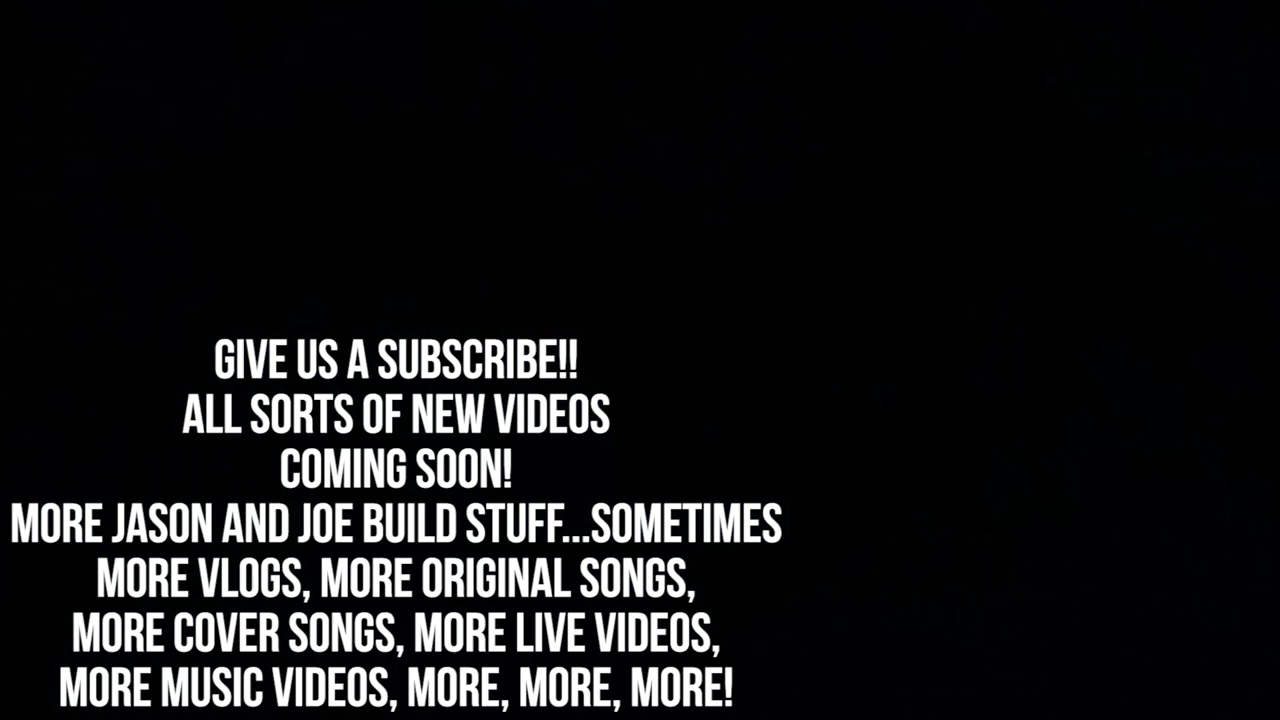 GIVE US A SUBSCRIBE!!
ALL SORTS OF NEW VIDEOS
COMING SOON!
MORE JASON AND JOE BUILD STUFF...SOMETIMES
MORE VLOGS, MORE ORIGINAL SONGS,
MORE COVER SONGS, MORE LIVE VIDEOS,
MORE MUSIC VIDEOS, MORE, MORE, MORE!